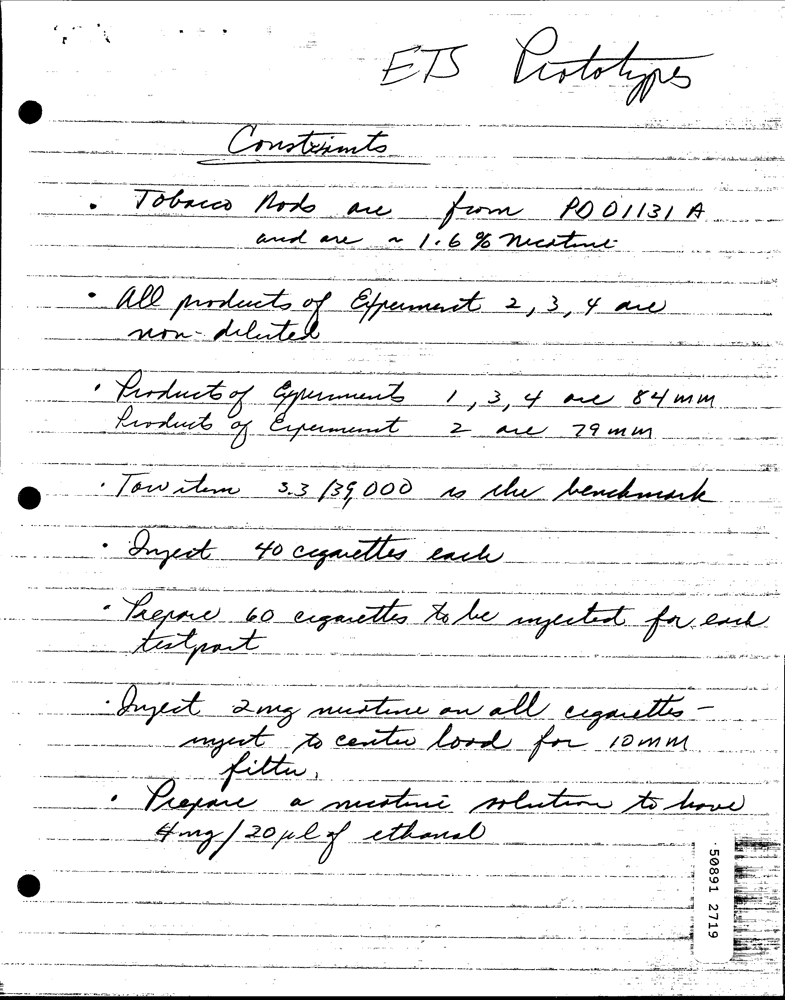 ETS Prototypes
Constraints
• Tobacco Rods are from PD 01131 A
and are ~ 1.6 % nicotine
• All products of Experiment 2, 3, 4 are
non-diluted
• Products of Experiments 1, 3, 4 are 84 mm
Products of Experiment 2 are 79 mm
• Tow item 3.3/39,000 is the benchmark
• Inject 40 cigarettes each
• Prepare 60 cigarettes to be injected for each
testpart
• Inject 2 mg nicotine on all cigarettes -
inject to center load for 10 mm
filter.
• Prepare a nicotine solution to have
4 mg/20 µl of ethanol
50891 2719